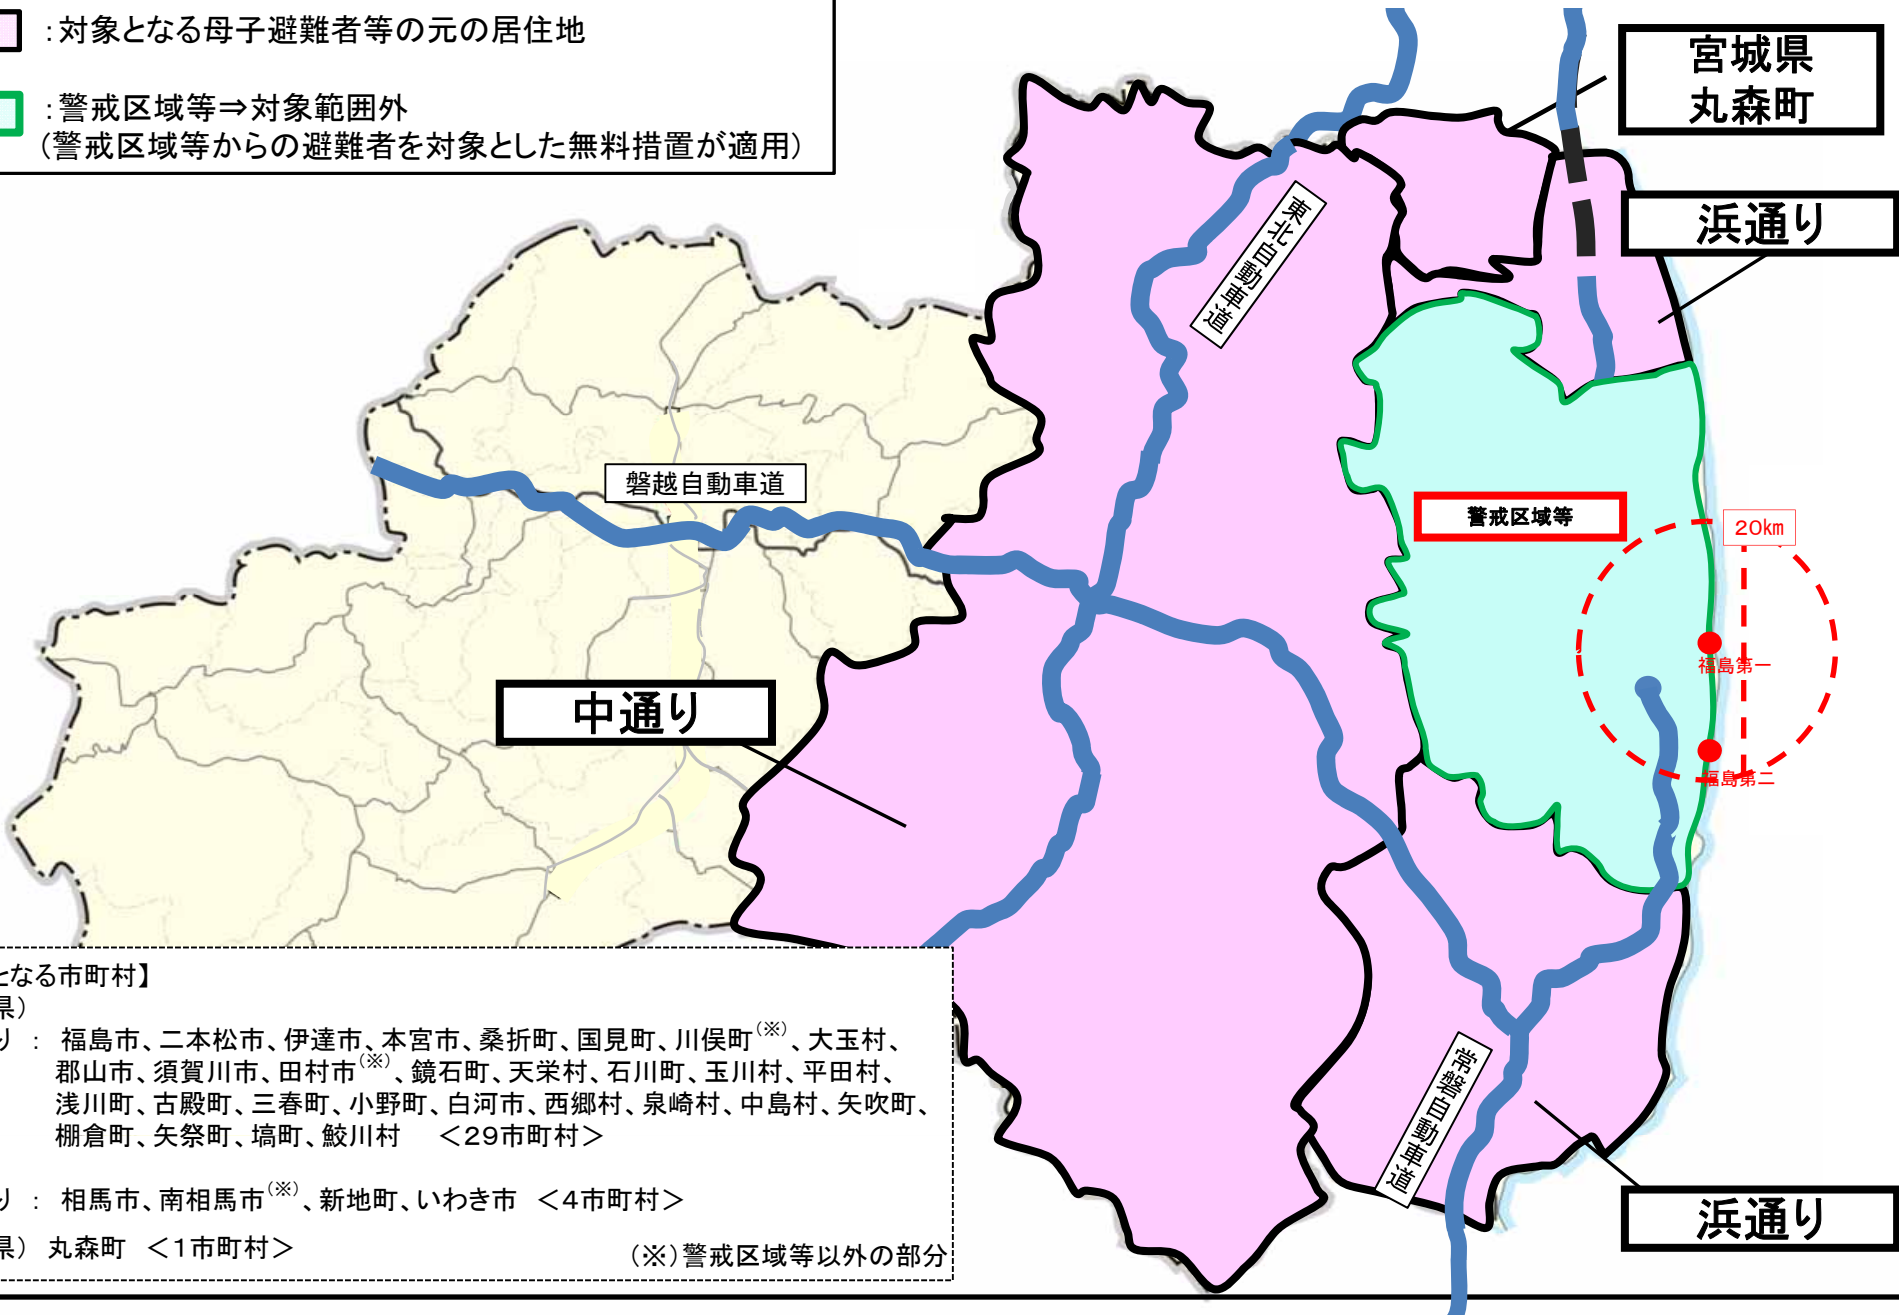 ：対象となる母子避難者等の元の居住地
：警戒区域等⇒対象範囲外
（警戒区域等からの避難者を対象とした無料措置が適用）
宮城県
丸森町
浜通り
東北自動車道
磐越自動車道
警戒区域等
20km
福島第一
福島第二
中通り
常磐自動車道
浜通り
となる市町村】
県）
り ： 福島市、二本松市、伊達市、本宮市、桑折町、国見町、川俣町（※）、大玉村、
郡山市、須賀川市、田村市（※）、鏡石町、天栄村、石川町、玉川村、平田村、
浅川町、古殿町、三春町、小野町、白河市、西郷村、泉崎村、中島村、矢吹町、
棚倉町、矢祭町、塙町、鮫川村 ＜29市町村＞
り ： 相馬市、南相馬市（※）、新地町、いわき市 ＜4市町村＞
県） 丸森町 ＜1市町村＞
（※）警戒区域等以外の部分